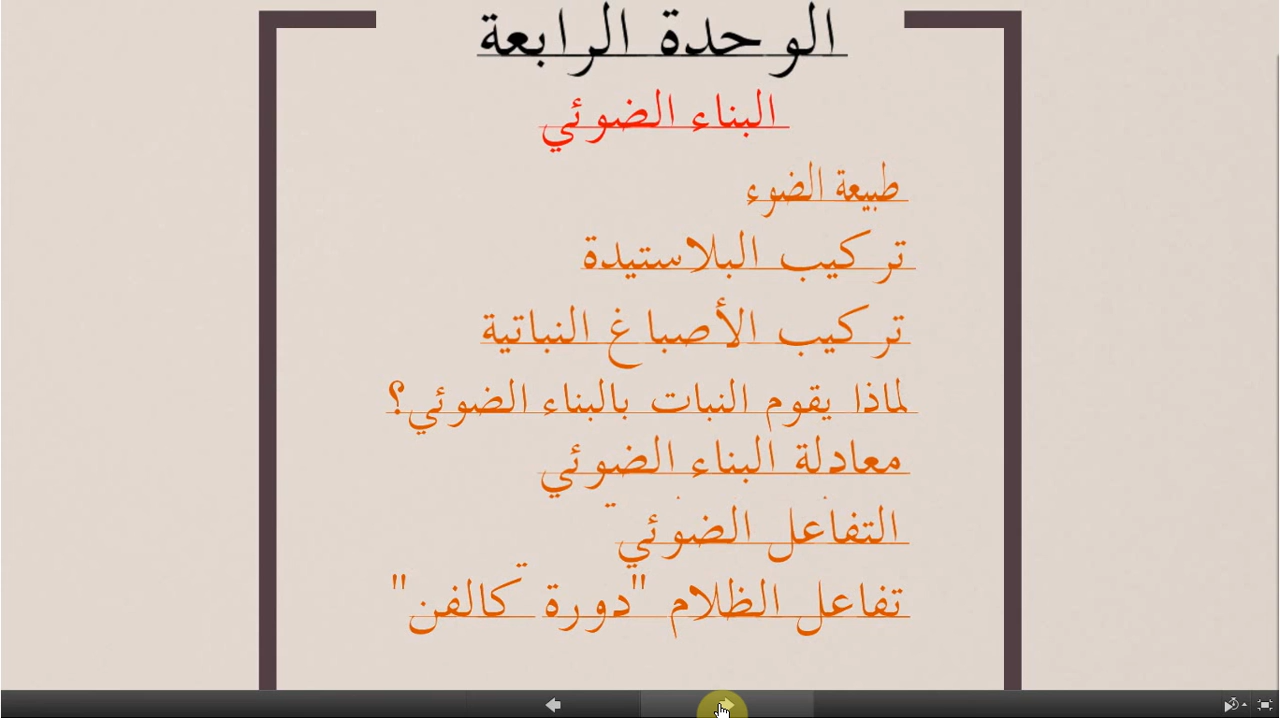 الوحدة الرابعة
البناء الضوئي
طبيعة الضوء
تركيب البلاستيدة
تركيب الأصباغ النباتية
لماذا يقوم النبات بالبناء الضوئي؟
معادلة البناء الضوئي
التفاعل الضوئي
تفاعل الظلام "دورة كالفن"